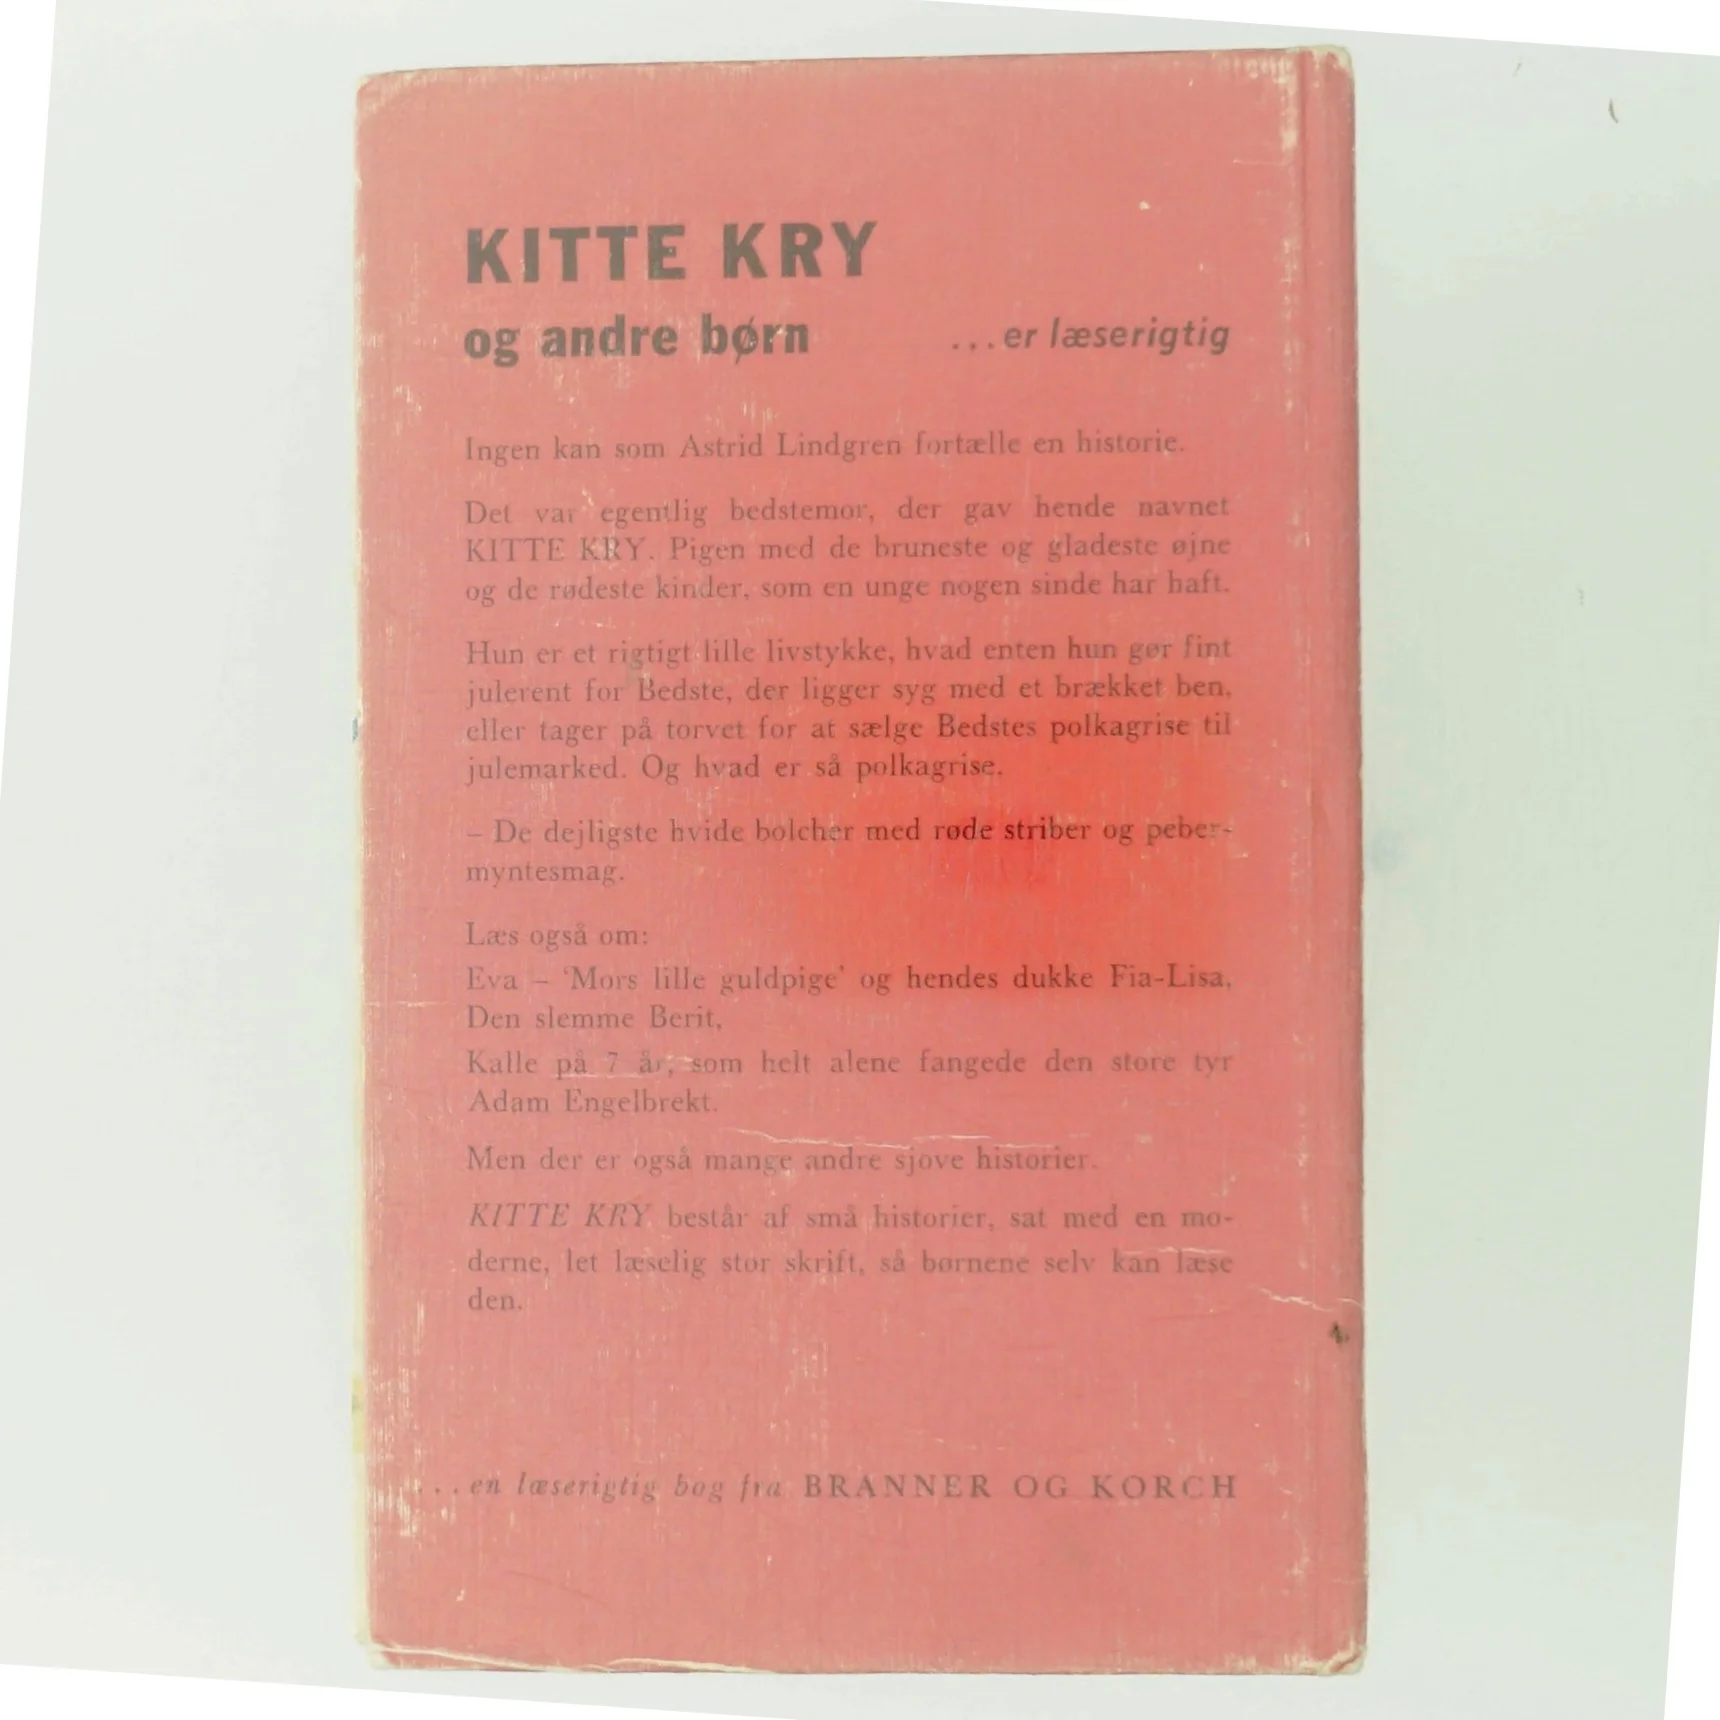 KITTE KRY
og andre børn ...er læserigtig
Ingen kan som Astrid Lindgren fortælle en historie.
Det var egentlig bedstemor, der gav hende navnet
KITTE KRY. Pigen med de bruneste og gladeste øjne
og de rødeste kinder, som en unge nogen sinde har haft.
Hun er et rigtigt lille livstykke, hvad enten hun gør fint
julerent for Bedste, der ligger syg med et brækket ben,
eller tager på torvet for at sælge Bedstes polkagrise til
julemarked. Og hvad er så polkagrise.
– De dejligste hvide bolcher med røde striber og peber-
myntesmag.
Læs også om:
Eva – ‘Mors lille guldpige’ og hendes dukke Fia-Lisa,
Den slemme Berit,
Kalle på 7 år, som helt alene fangede den store tyr
Adam Engelbrekt.
Men der er også mange andre sjove historier.
KITTE KRY består af små historier, sat med en mo-
derne, let læselig stor skrift, så børnene selv kan læse
den.
...en læserigtig bog fra BRANNER OG KORCH